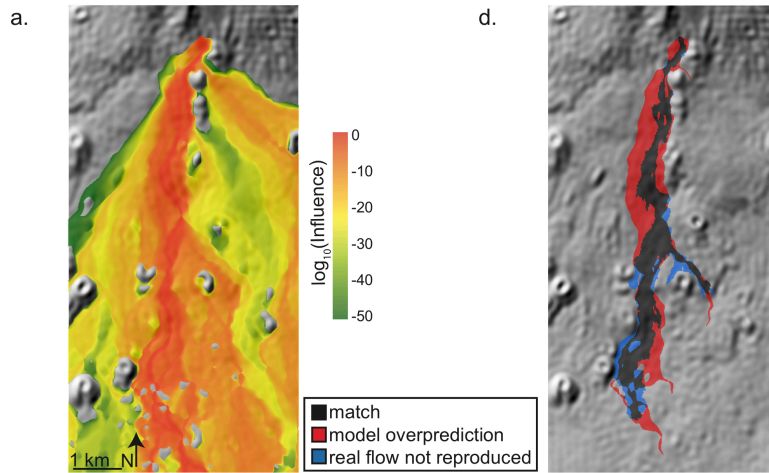 a.
d.
0
-10
-20
-30
-40
-50
log₁₀(Influence)
1 km N
match
model overprediction
real flow not reproduced